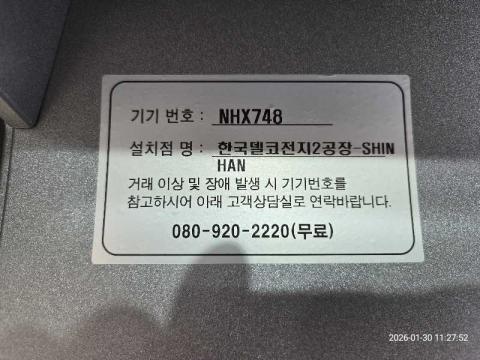 기기 번호 : NHX748
설치점 명 : 한국델코전지2공장-SHIN
HAN
거래 이상 및 장애 발생 시 기기번호를
참고하시어 아래 고객상담실로 연락바랍니다.
080-920-2220(무료)
2026-01-30 11:27:52